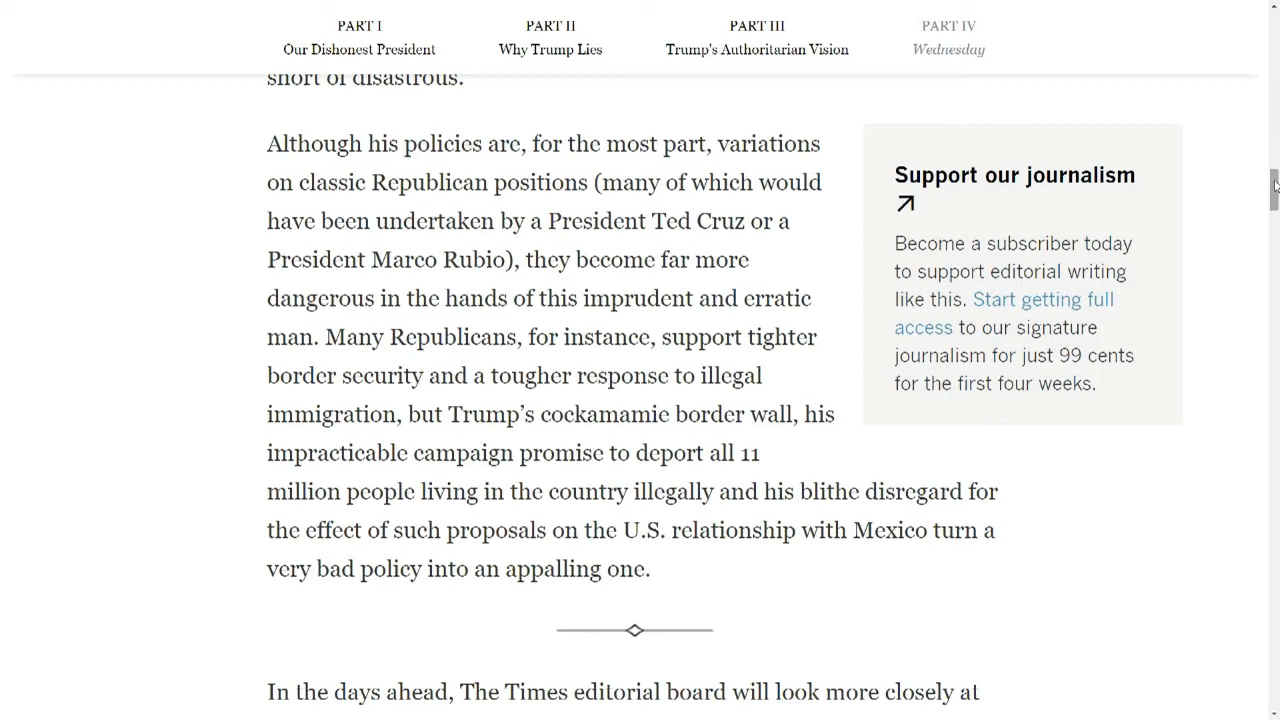 PART I
Our Dishonest President
PART II
Why Trump Lies
PART III
Trump's Authoritarian Vision
PART IV
Wednesday
short of disastrous.
Although his policies are, for the most part, variations
on classic Republican positions (many of which would
have been undertaken by a President Ted Cruz or a
President Marco Rubio), they become far more
dangerous in the hands of this imprudent and erratic
man. Many Republicans, for instance, support tighter
border security and a tougher response to illegal
immigration, but Trump’s cockamamie border wall, his
impracticable campaign promise to deport all 11
million people living in the country illegally and his blithe disregard for
the effect of such proposals on the U.S. relationship with Mexico turn a
very bad policy into an appalling one.
Support our journalism
Become a subscriber today
to support editorial writing
like this. Start getting full
access to our signature
journalism for just 99 cents
for the first four weeks.
In the days ahead, The Times editorial board will look more closely at